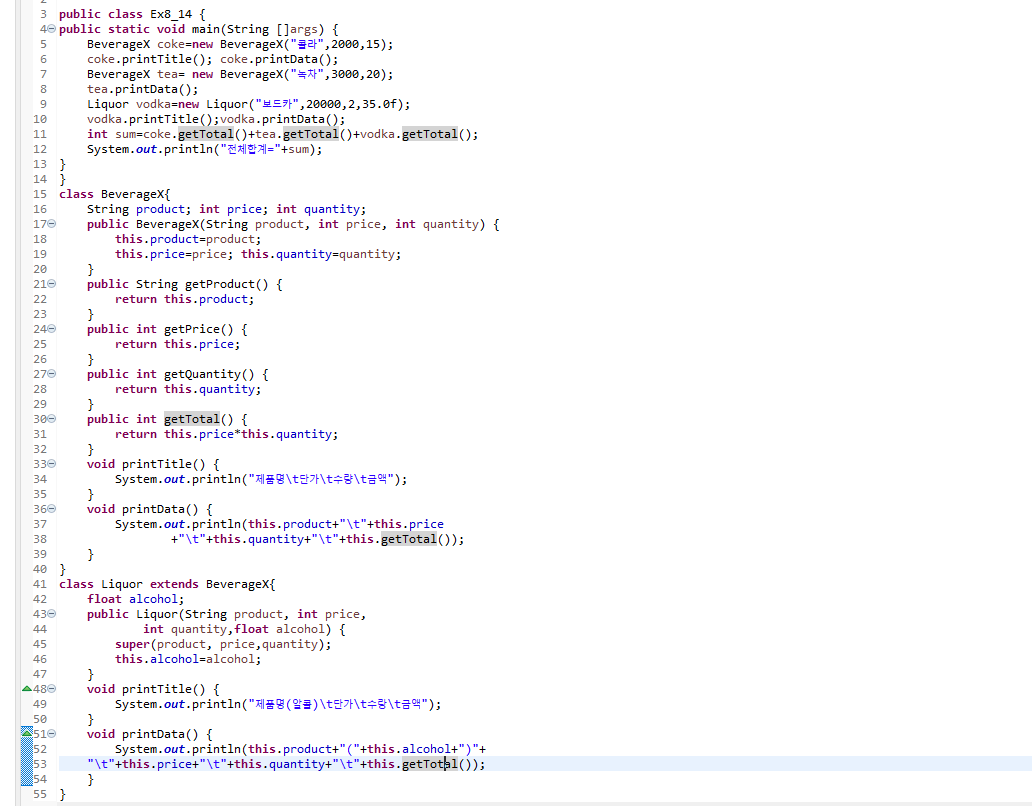 3 public class Ex8_14 {
4 public static void main(String []args) {
5 BeverageX coke=new BeverageX("콜라",2000,15);
6 coke.printTitle(); coke.printData();
7 BeverageX tea= new BeverageX("녹차",3000,20);
8 tea.printData();
9 Liquor vodka=new Liquor("보드카",20000,2,35.0f);
10 vodka.printTitle();vodka.printData();
11 int sum=coke.getTotal()+tea.getTotal()+vodka.getTotal();
12 System.out.println("전체합계="+sum);
13 }
14 }
15 class BeverageX{
16 String product; int price; int quantity;
17 public BeverageX(String product, int price, int quantity) {
18 this.product=product;
19 this.price=price; this.quantity=quantity;
20 }
21 public String getProduct() {
22 return this.product;
23 }
24 public int getPrice() {
25 return this.price;
26 }
27 public int getQuantity() {
28 return this.quantity;
29 }
30 public int getTotal() {
31 return this.price*this.quantity;
32 }
33 void printTitle() {
34 System.out.println("제품명\t단가\t수량\t금액");
35 }
36 void printData() {
37 System.out.println(this.product+"\t"+this.price
38 +"\t"+this.quantity+"\t"+this.getTotal());
39 }
40 }
41 class Liquor extends BeverageX{
42 float alcohol;
43 public Liquor(String product, int price,
44 int quantity,float alcohol) {
45 super(product, price,quantity);
46 this.alcohol=alcohol;
47 }
48 void printTitle() {
49 System.out.println("제품명(알콜)\t단가\t수량\t금액");
50 }
51 void printData() {
52 System.out.println(this.product+"("+this.alcohol+")"+
53 "\t"+this.price+"\t"+this.quantity+"\t"+this.getTotal());
54 }
55 }